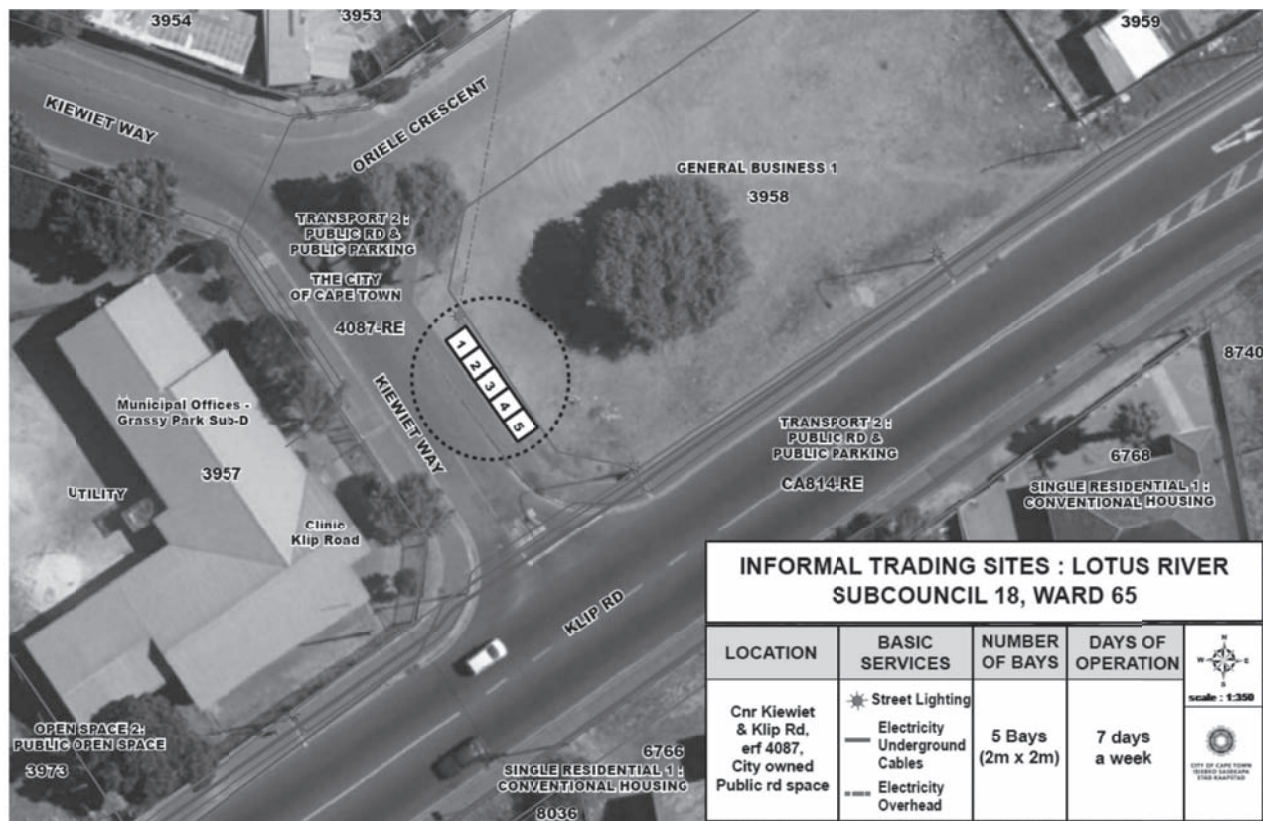 3954
3953
3959
KIEWIET WAY
ORIELE CRESCENT
GENERAL BUSINESS 1
3958
TRANSPORT 2 :
PUBLIC RD &
PUBLIC PARKING
THE CITY
OF CAPE TOWN
4087-RE
1
2
3
4
5
KIEWIET WAY
8740
Municipal Offices -
Grassy Park Sub-D
3957
UTILITY
Clinic
Klip Road
TRANSPORT 2 :
PUBLIC RD &
PUBLIC PARKING
CA814-RE
6768
SINGLE RESIDENTIAL 1 :
CONVENTIONAL HOUSING
KLIP RD
OPEN SPACE 2:
PUBLIC OPEN SPACE
3973
6766
SINGLE RESIDENTIAL 1 :
CONVENTIONAL HOUSING
8036
INFORMAL TRADING SITES : LOTUS RIVER
SUBCOUNCIL 18, WARD 65
LOCATION
BASIC
SERVICES
NUMBER
OF BAYS
DAYS OF
OPERATION
Cnr Kiewiet
& Klip Rd,
erf 4087,
City owned
Public rd space
Street Lighting
Electricity
Underground
Cables
Electricity
Overhead
5 Bays
(2m x 2m)
7 days
a week
N
W
E
S
scale : 1:350
CITY OF CAPE TOWN
ISIXEKO SASEKAPA
STAD KAAPSTAD